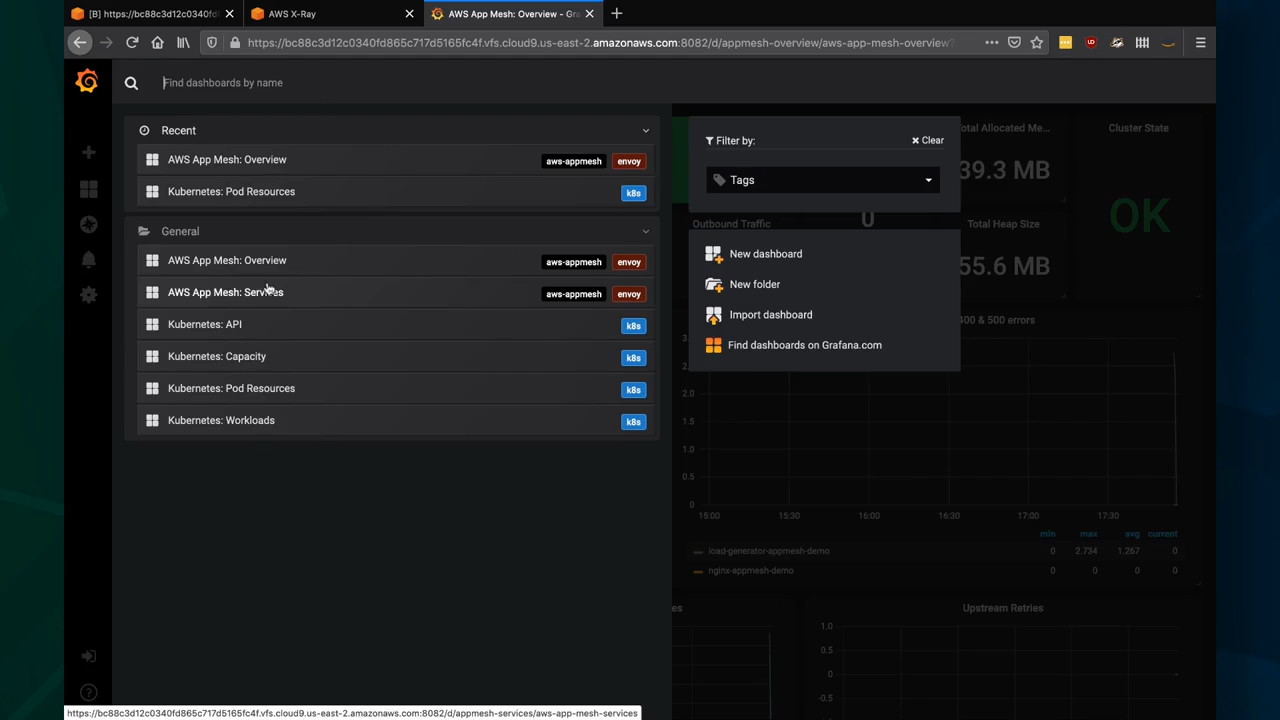 [B] https://bc88c3d12c0340fd
AWS X-Ray
AWS App Mesh: Overview - Gr
https://bc88c3d12c0340fd865c717d5165fc4f.vfs.cloud9.us-east-2.amazonaws.com:8082/d/appmesh-overview/aws-app-mesh-overview?
Find dashboards by name
Recent
AWS App Mesh: Overview aws-appmesh envoy
Kubernetes: Pod Resources k8s
General
AWS App Mesh: Overview aws-appmesh envoy
AWS App Mesh: Services aws-appmesh envoy
Kubernetes: API k8s
Kubernetes: Capacity k8s
Kubernetes: Pod Resources k8s
Kubernetes: Workloads k8s
Filter by: Clear
Tags
New dashboard
New folder
Import dashboard
Find dashboards on Grafana.com
otal Allocated Me...
39.3 MB
Cluster State
OK
Outbound Traffic
0
Total Heap Size
55.6 MB
400 & 500 errors
3.
2.0
1.5
1.0
0.5
0
15:00 15:30 16:00 16:30 17:00 17:30
min max avg current
load-generator-appmesh-demo 0 2.734 1.267 0
nginx-appmesh-demo 0 0 0 0
es
Upstream Retries
1.0
0.5
0
-0.5
https://bc88c3d12c0340fd865c717d5165fc4f.vfs.cloud9.us-east-2.amazonaws.com:8082/d/appmesh-services/aws-app-mesh-services